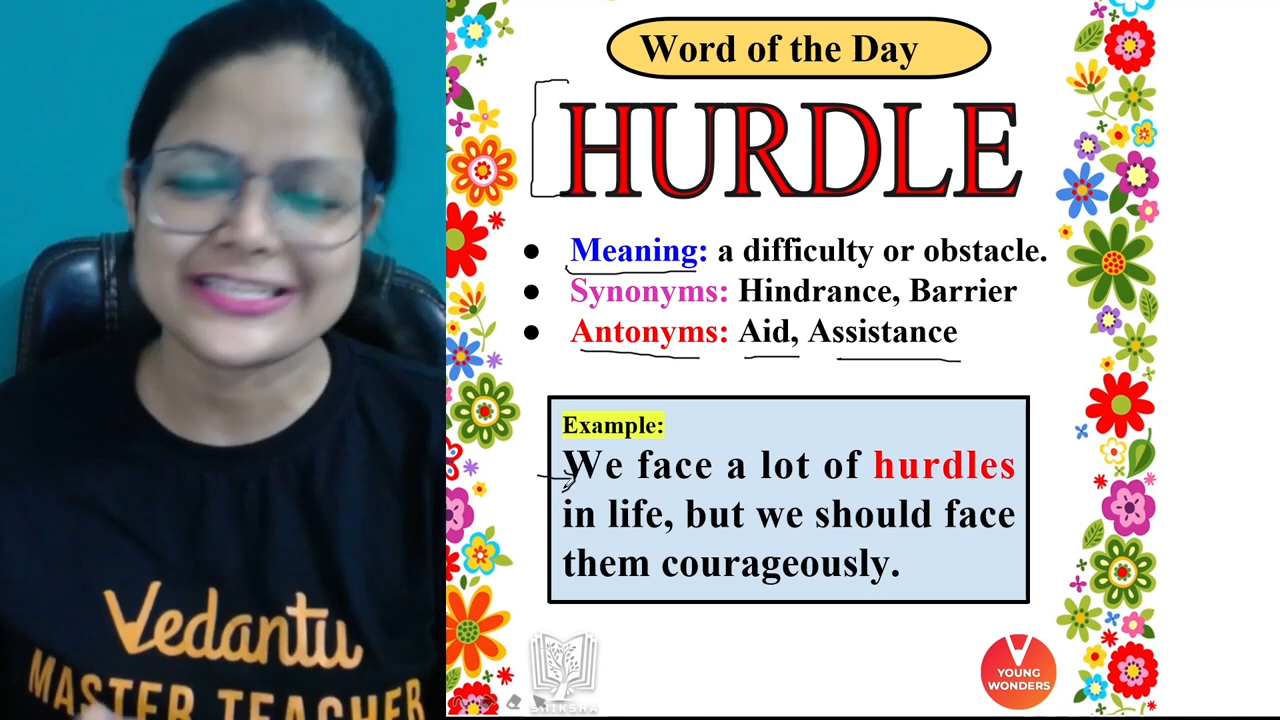 Word of the Day
HURDLE
● Meaning: a difficulty or obstacle.
● Synonyms: Hindrance, Barrier
● Antonyms: Aid, Assistance
Example:
We face a lot of hurdles
in life, but we should face
them courageously.
SHIKSHA
V
YOUNG
WONDERS
Vedantu
MASTER TEACHER